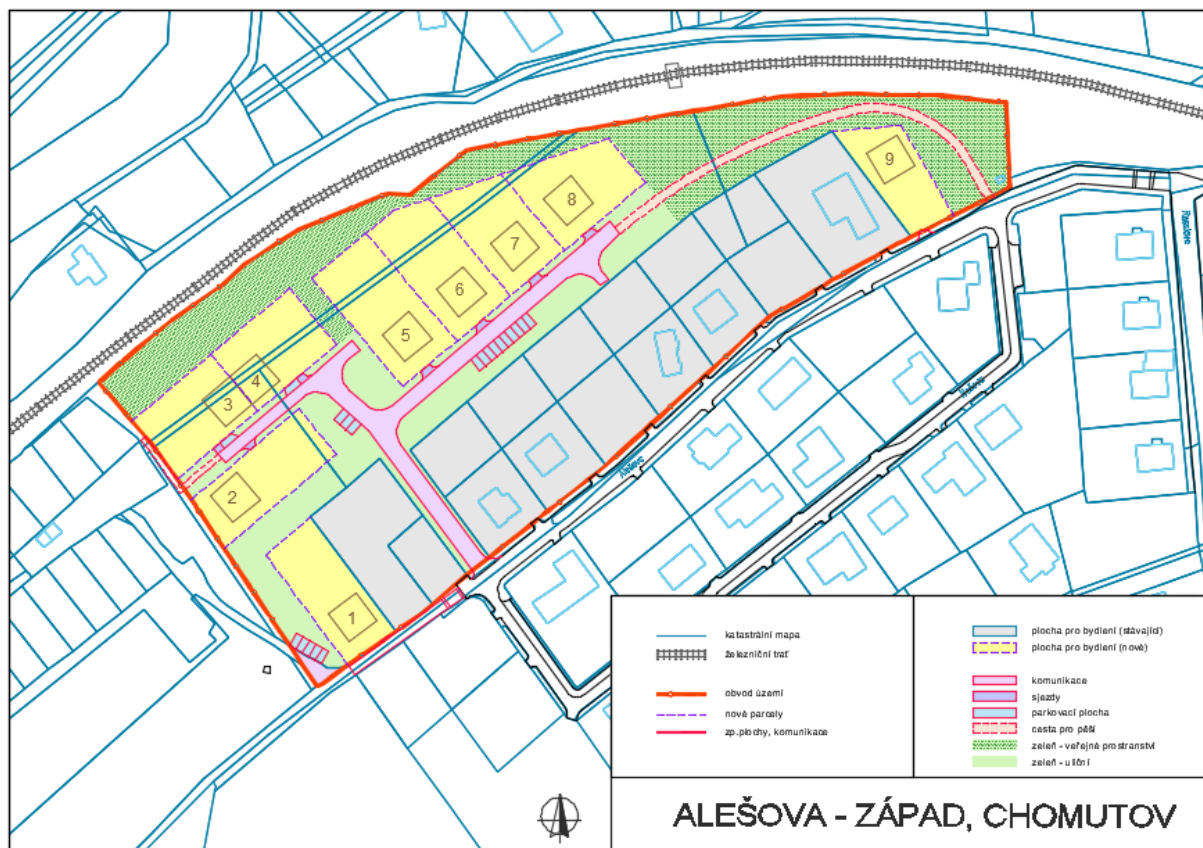 9
8
7
6
5
4
3
2
1
Alešova
katastrální mapa
železniční trať
obvod území
nové parcely
zp.plochy, komunikace
plocha pro bydlení (stávající)
plocha pro bydlení (nové)
komunikace
sjezdy
parkovací plocha
cesta pro pěší
zeleň - veřejné prostranství
zeleň - uliční
ALEŠOVA - ZÁPAD, CHOMUTOV